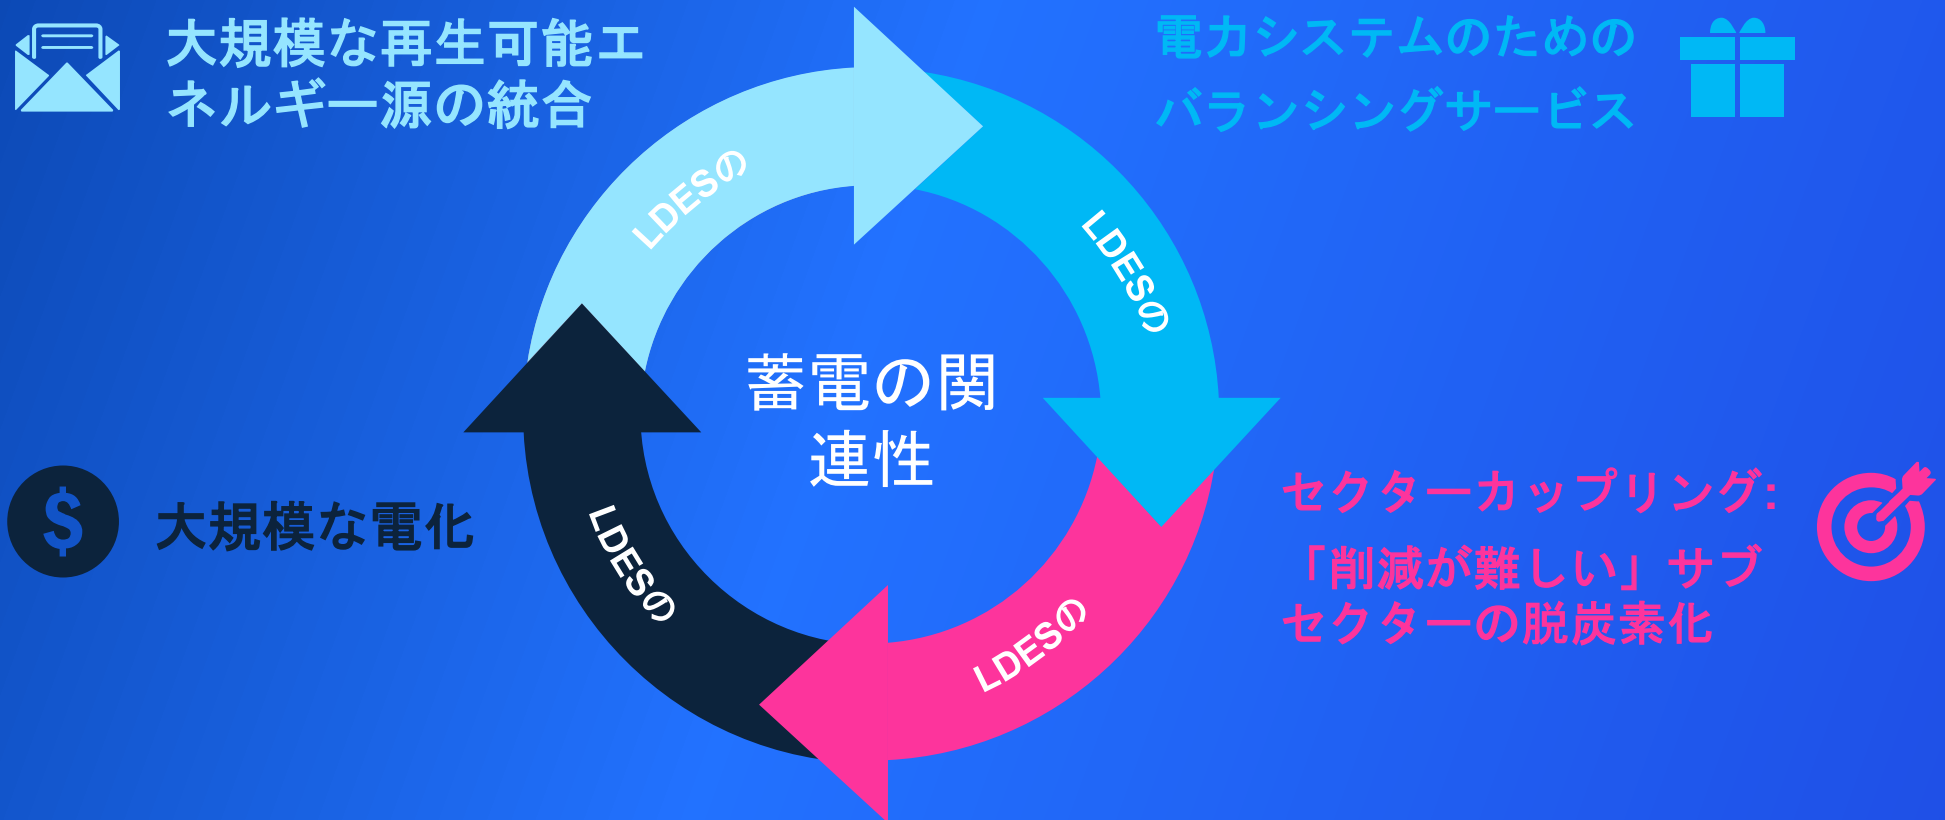 大規模な再生可能エ
ネルギー源の統合
電力システムのための
バランシングサービス
LDESの
LDESの
蓄電の関
連性
大規模な電化
セクターカップリング:
「削減が難しい」サブ
セクターの脱炭素化
LDESの
LDESの